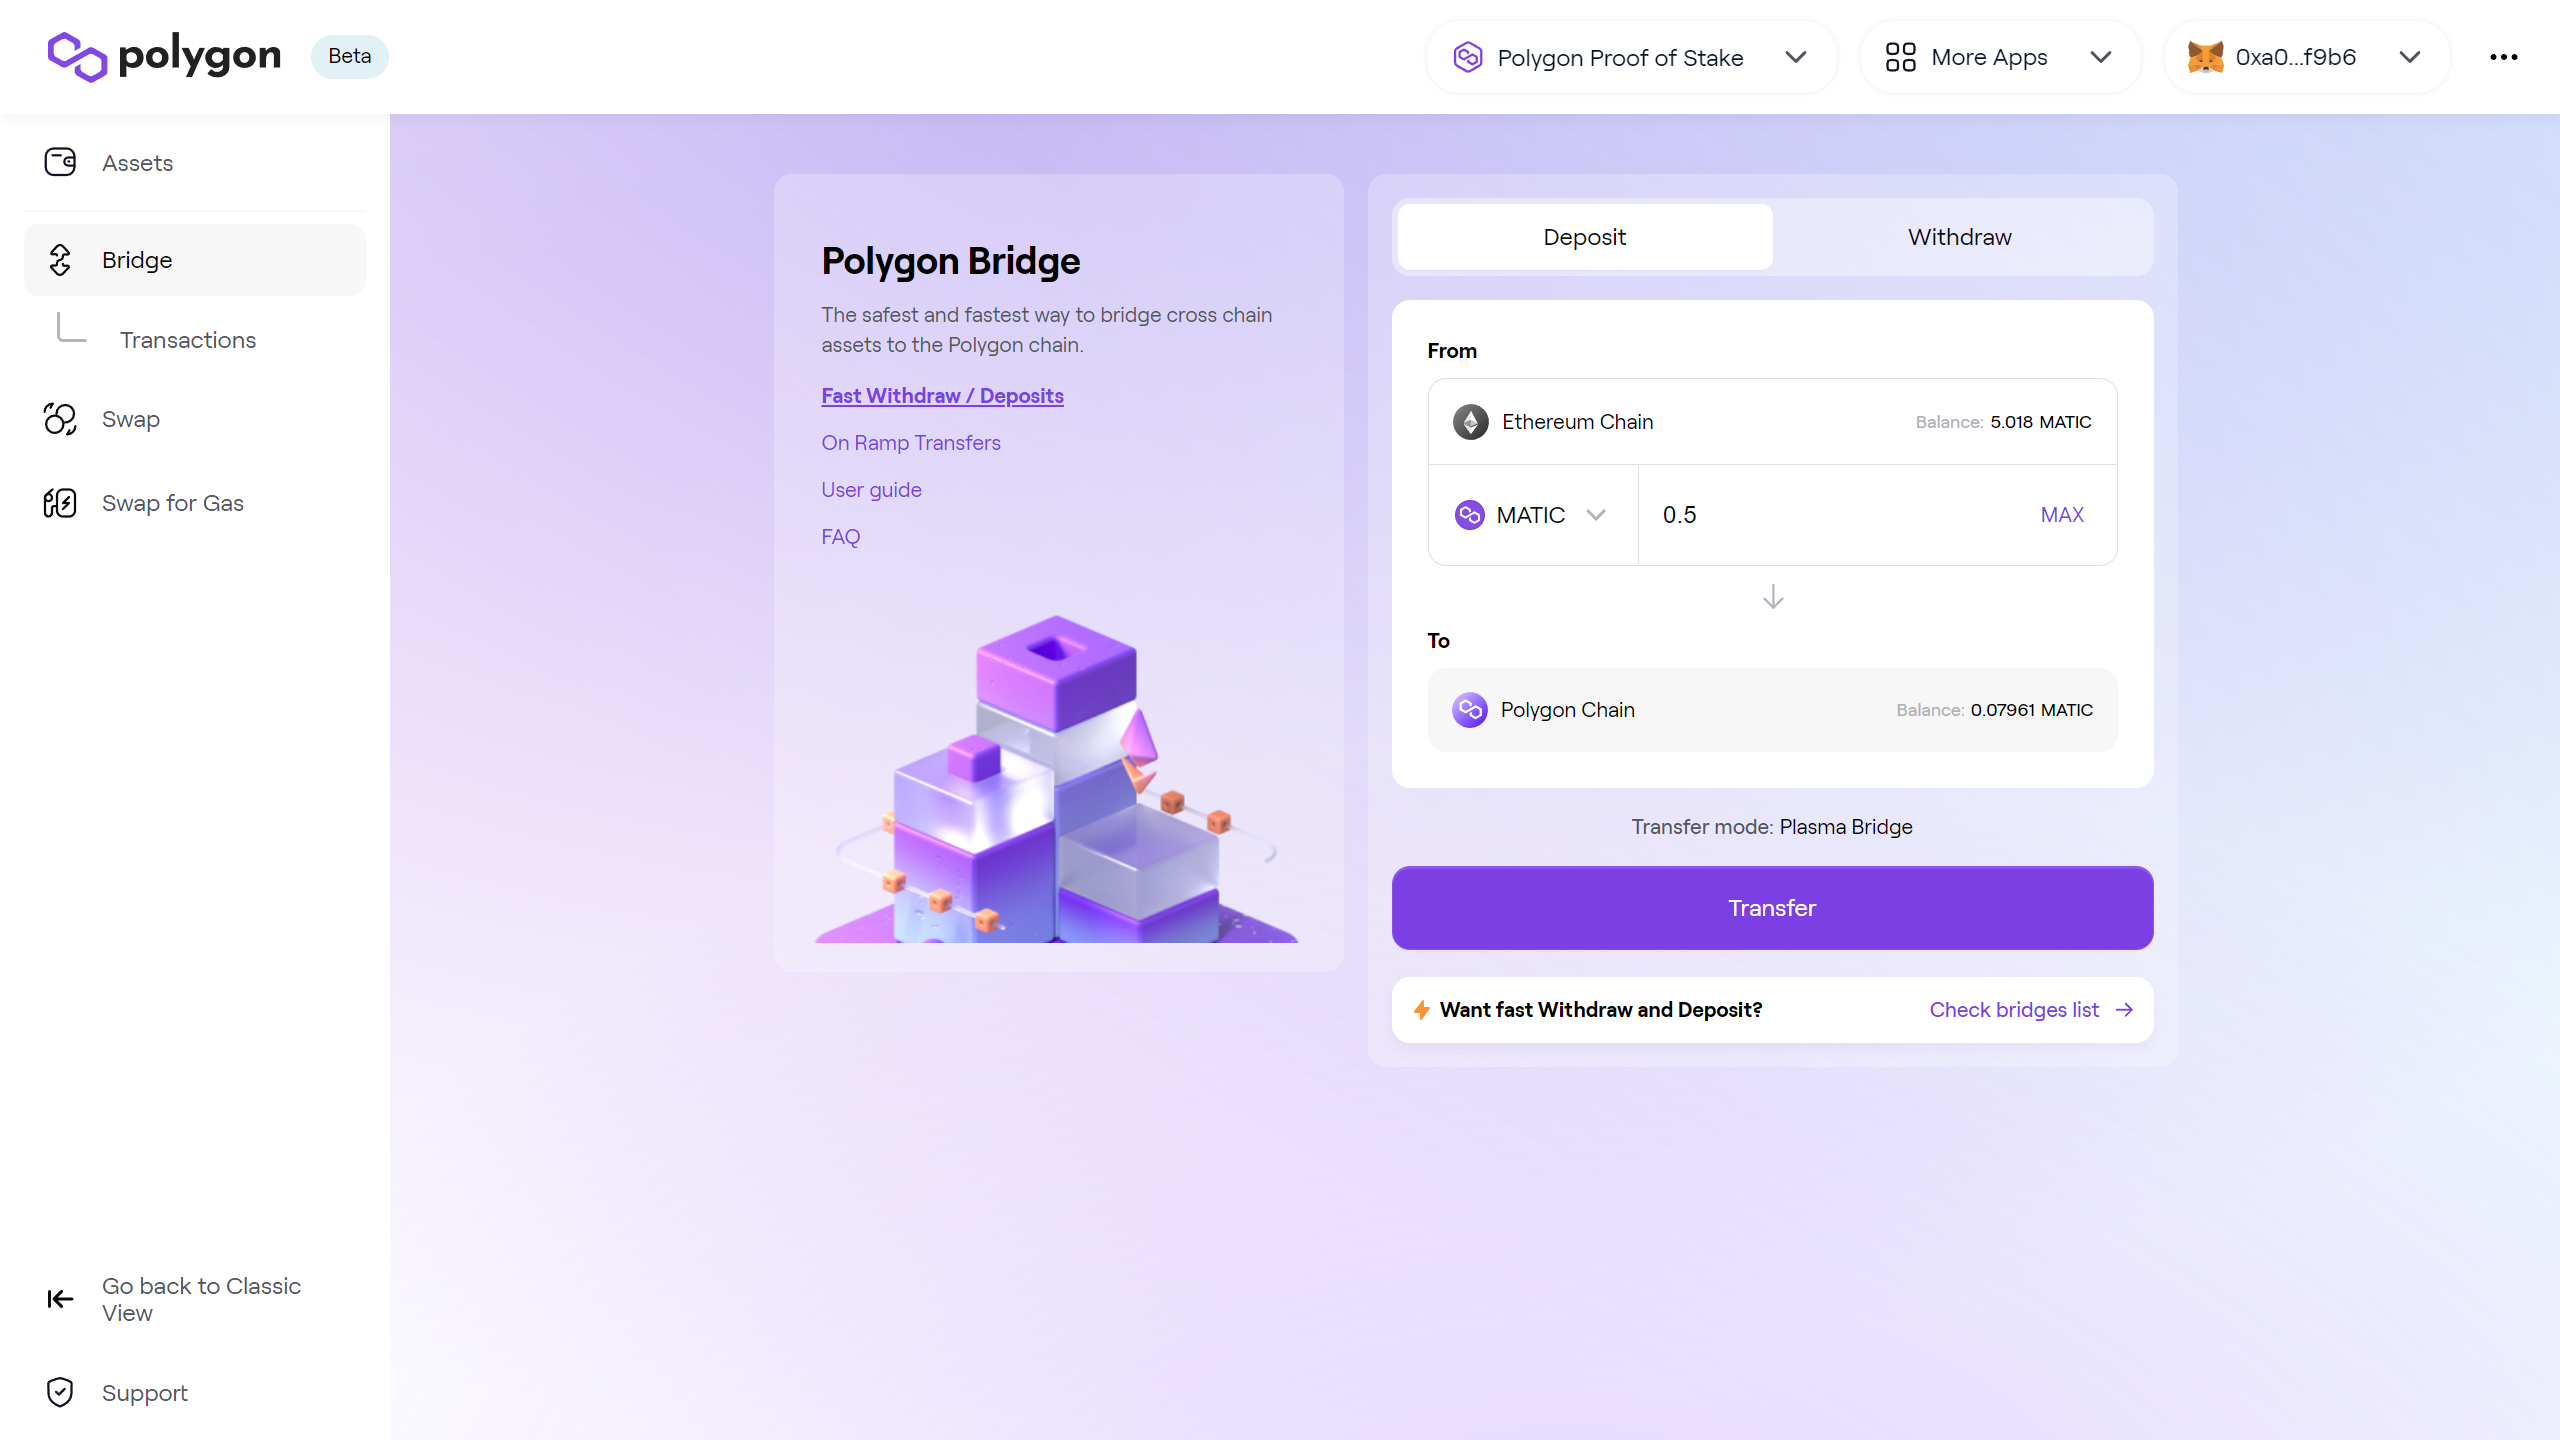 polygon
Beta
Polygon Proof of Stake
More Apps
0xa0...f9b6
Assets
Bridge
Transactions
Swap
Swap for Gas
Go back to Classic
View
Support
Polygon Bridge
The safest and fastest way to bridge cross chain
assets to the Polygon chain.
Fast Withdraw / Deposits
On Ramp Transfers
User guide
FAQ
Deposit
Withdraw
From
Ethereum Chain
Balance: 5.018 MATIC
MATIC
0.5
MAX
To
Polygon Chain
Balance: 0.07961 MATIC
Transfer mode: Plasma Bridge
Transfer
Want fast Withdraw and Deposit?
Check bridges list